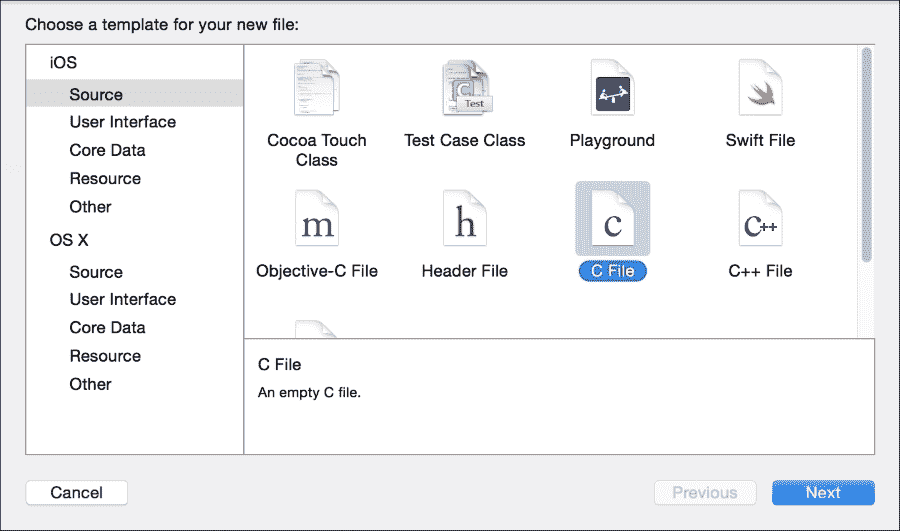 Choose a template for your new file:
iOS
Source
User Interface
Core Data
Resource
Other
OS X
Source
User Interface
Core Data
Resource
Other
C
Test
Cocoa Touch
Class
Test Case Class
Playground
Swift File
m
h
c
C++
Objective-C File
Header File
C File
C++ File
C File
An empty C file.
Cancel
Previous
Next